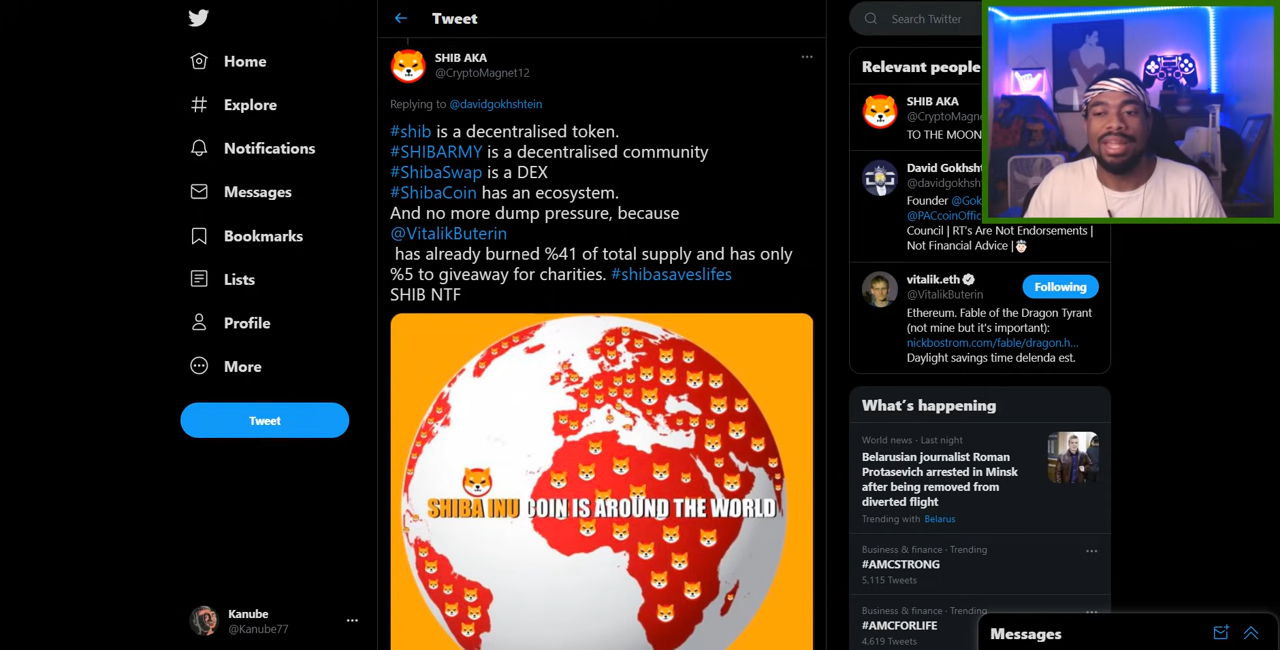 Home
Explore
Notifications
Messages
Bookmarks
Lists
Profile
More
Tweet
Kanube
@Kanube77
Tweet
SHIB AKA
@CryptoMagnet12
Replying to @davidgokhshtein
#shib is a decentralised token.
#SHIBARMY is a decentralised community
#ShibaSwap is a DEX
#ShibaCoin has an ecosystem.
And no more dump pressure, because
@VitalikButerin
has already burned %41 of total supply and has only
%5 to giveaway for charities. #shibasaveslifes
SHIB NTF
SHIBA INU COIN IS AROUND THE WORLD
Search Twitter
Relevant people
SHIB AKA
@CryptoMagne
TO THE MOON
David Gokhsht
@davidgokhsh
Founder @Gok
@PACcoinOffic
Council | RT's Are Not Endorsements |
Not Financial Advice |
vitalik.eth
@VitalikButerin
Following
Ethereum. Fable of the Dragon Tyrant
(not mine but it's important):
nickbostrom.com/fable/dragon.h...
Daylight savings time delenda est.
What's happening
World news · Last night
Belarusian journalist Roman
Protasevich arrested in Minsk
after being removed from
diverted flight
Trending with Belarus
Business & finance · Trending
#AMCSTRONG
5,115 Tweets
Business & finance · Trending
#AMCFORLIFE
4,619 Tweets
Messages